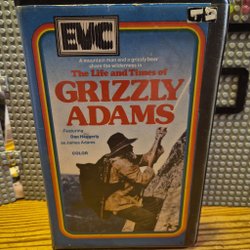 EVC
A mountain man and a grizzly bear
share the wilderness in
The Life and Times of
GRIZZLY
ADAMS
Featuring
Dan Haggerty
as James Adams
COLOR